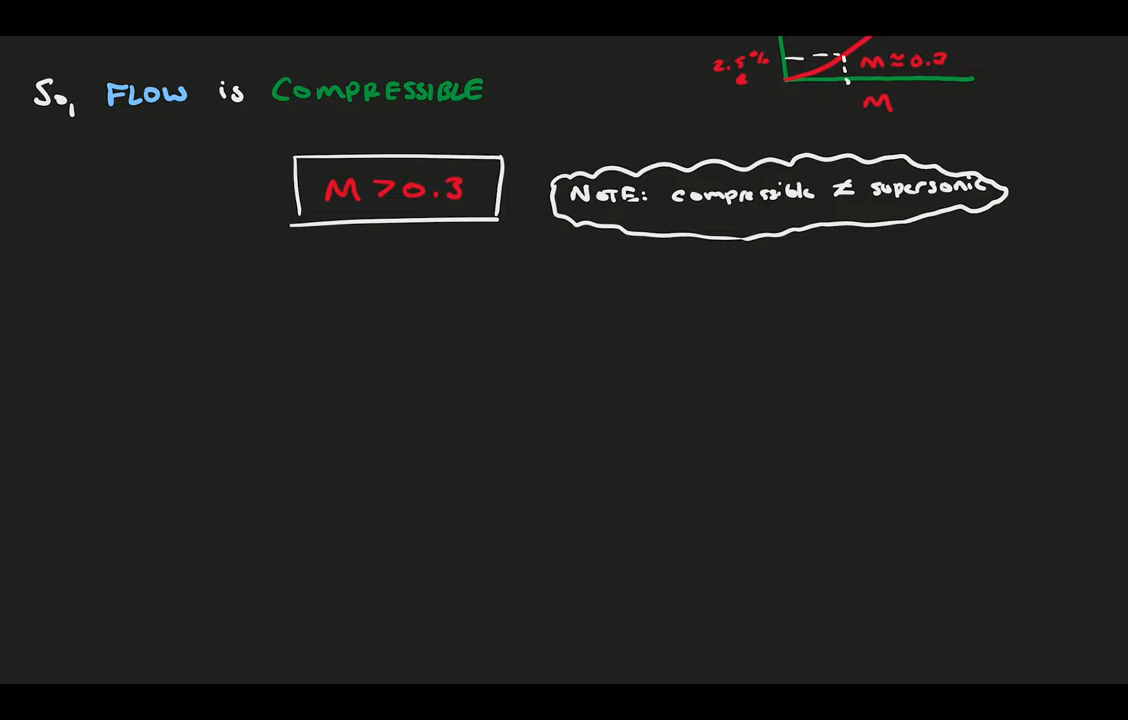 2.5%
M ≈ 0.3
So, FLOW is COMPRESSIBLE
M
M > 0.3
NOTE: compressible ≠ supersonic